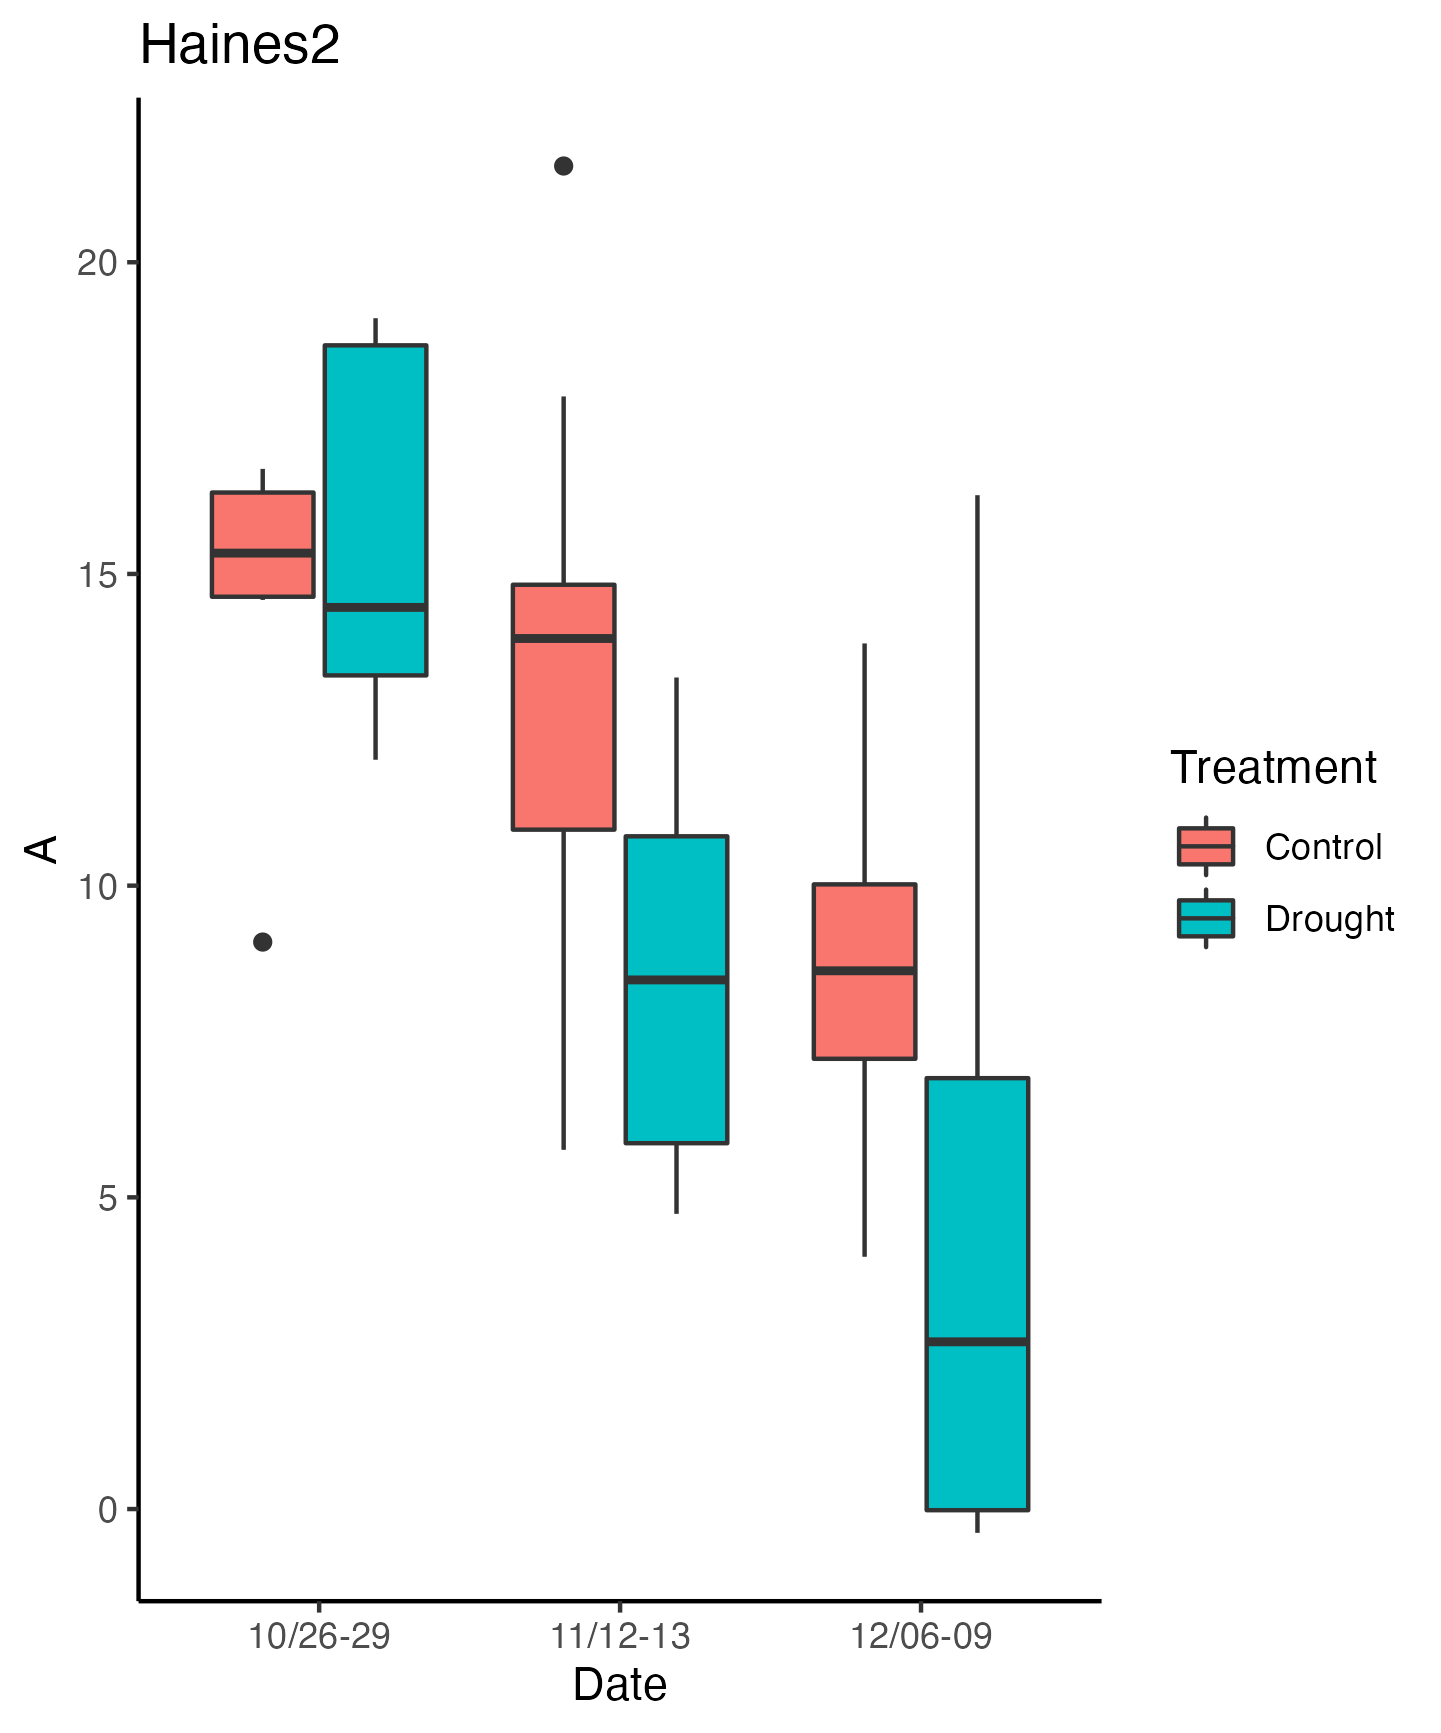 Haines2
A
20
15
10
5
0
10/26-29
11/12-13
12/06-09
Date
Treatment
Control
Drought